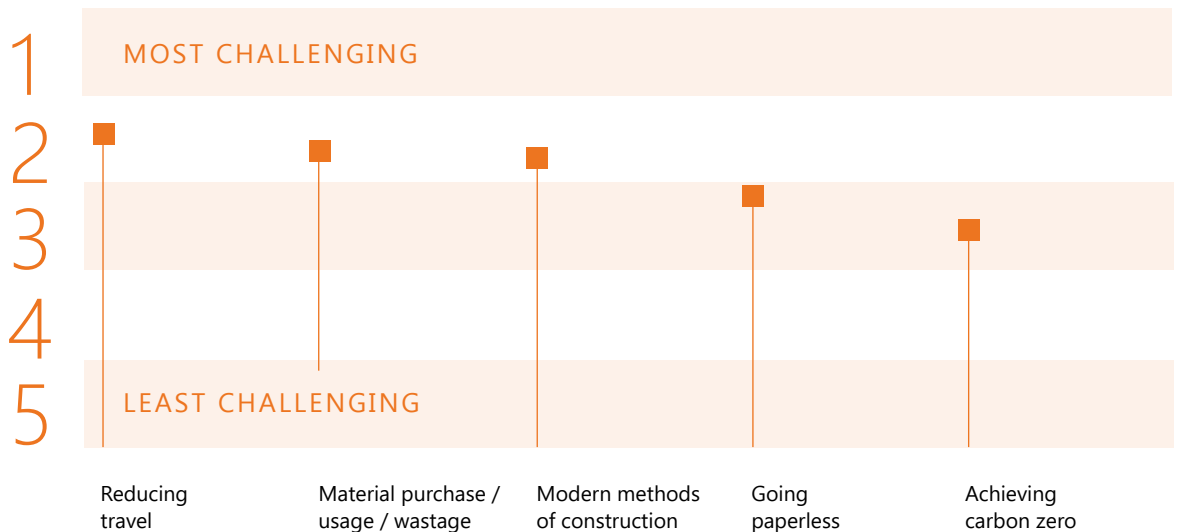 1
MOST CHALLENGING
2
3
4
5
LEAST CHALLENGING
Reducing
travel
Material purchase /
usage / wastage
Modern methods
of construction
Going
paperless
Achieving
carbon zero